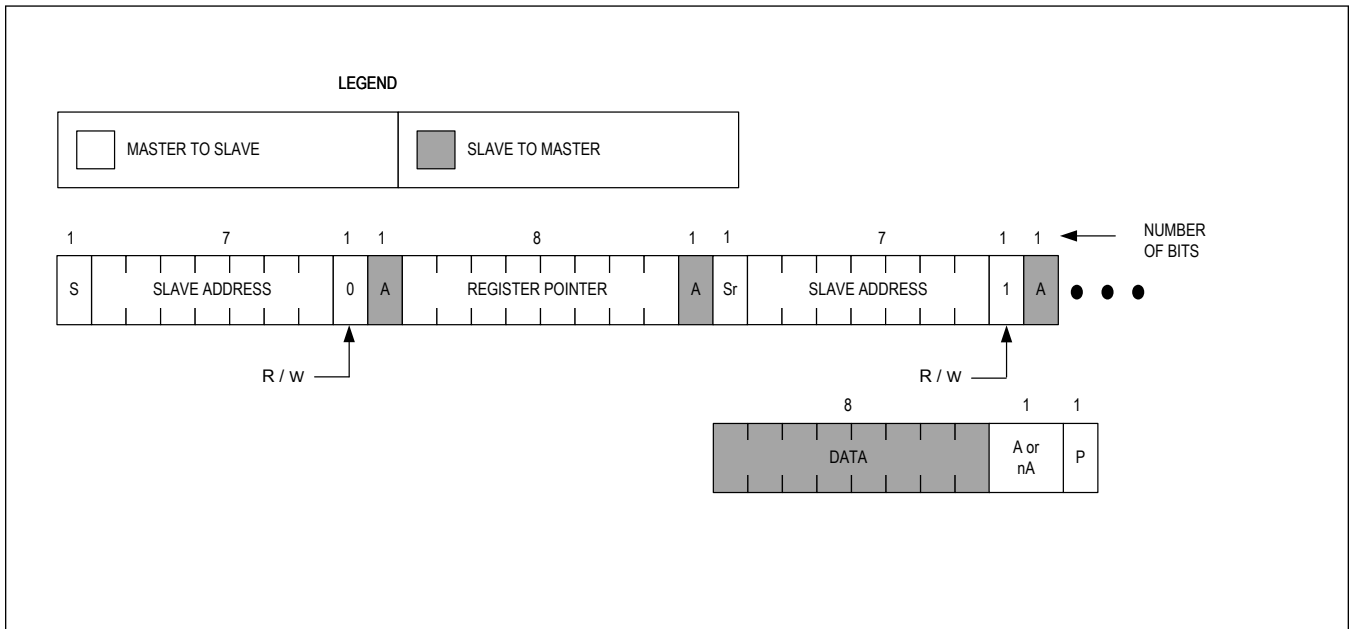 LEGEND
MASTER TO SLAVE SLAVE TO MASTER
1 7 1 1 8 1 1 7 1 1 NUMBER
OF BITS
S SLAVE ADDRESS 0 A REGISTER POINTER A Sr SLAVE ADDRESS 1 A
R / W R / W
8 1 1
DATA A or
nA P